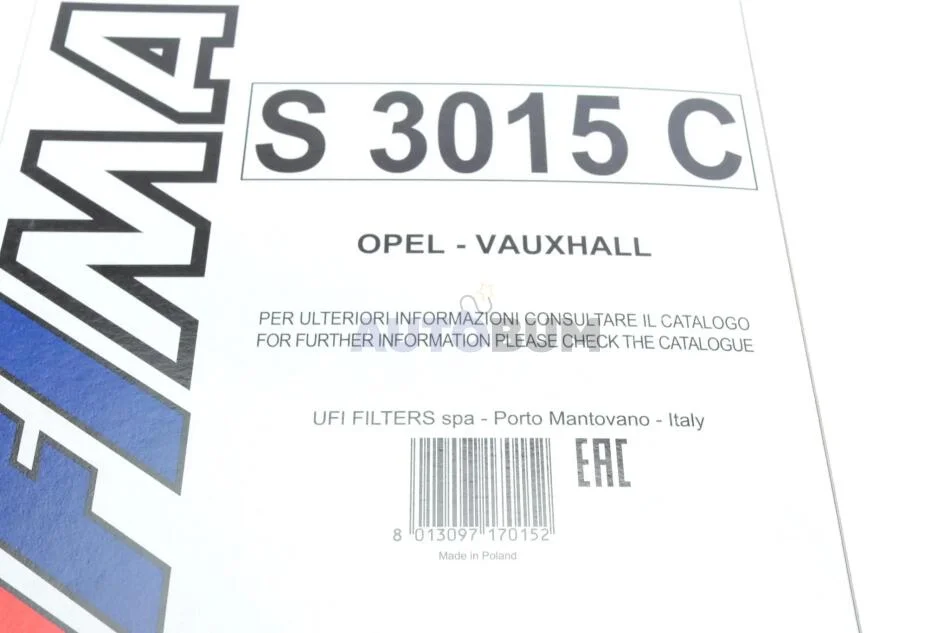 FIMA
S 3015 C
OPEL - VAUXHALL
PER ULTERIORI INFORMAZIONI CONSULTARE IL CATALOGO
FOR FURTHER INFORMATION PLEASE CHECK THE CATALOGUE
AUTOBUM
UFI FILTERS spa - Porto Mantovano - Italy
EAC
8 013097 170152
Made in Poland